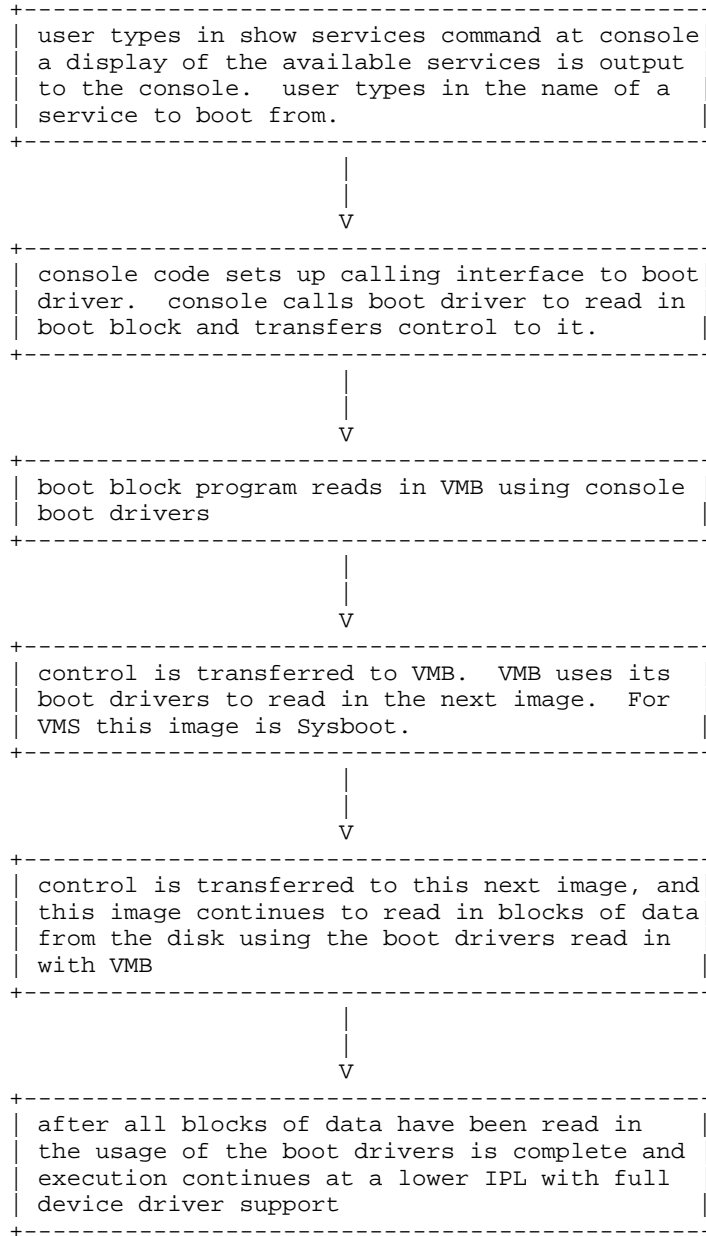 user types in show services command at console
a display of the available services is output
to the console.  user types in the name of a
service to boot from.
V
console code sets up calling interface to boot
driver.  console calls boot driver to read in
boot block and transfers control to it.
V
boot block program reads in VMB using console
boot drivers
V
control is transferred to VMB.  VMB uses its
boot drivers to read in the next image.  For
VMS this image is Sysboot.
V
control is transferred to this next image, and
this image continues to read in blocks of data
from the disk using the boot drivers read in
with VMB
V
after all blocks of data have been read in
the usage of the boot drivers is complete and
execution continues at a lower IPL with full
device driver support